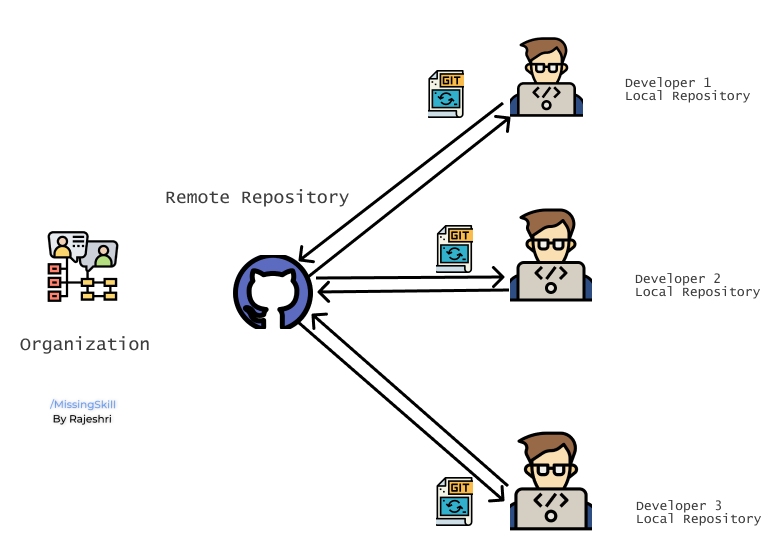 GIT
Developer 1
Local Repository
Remote Repository
GIT
Developer 2
Local Repository
Organization
/MissingSkill
By Rajeshri
GIT
Developer 3
Local Repository